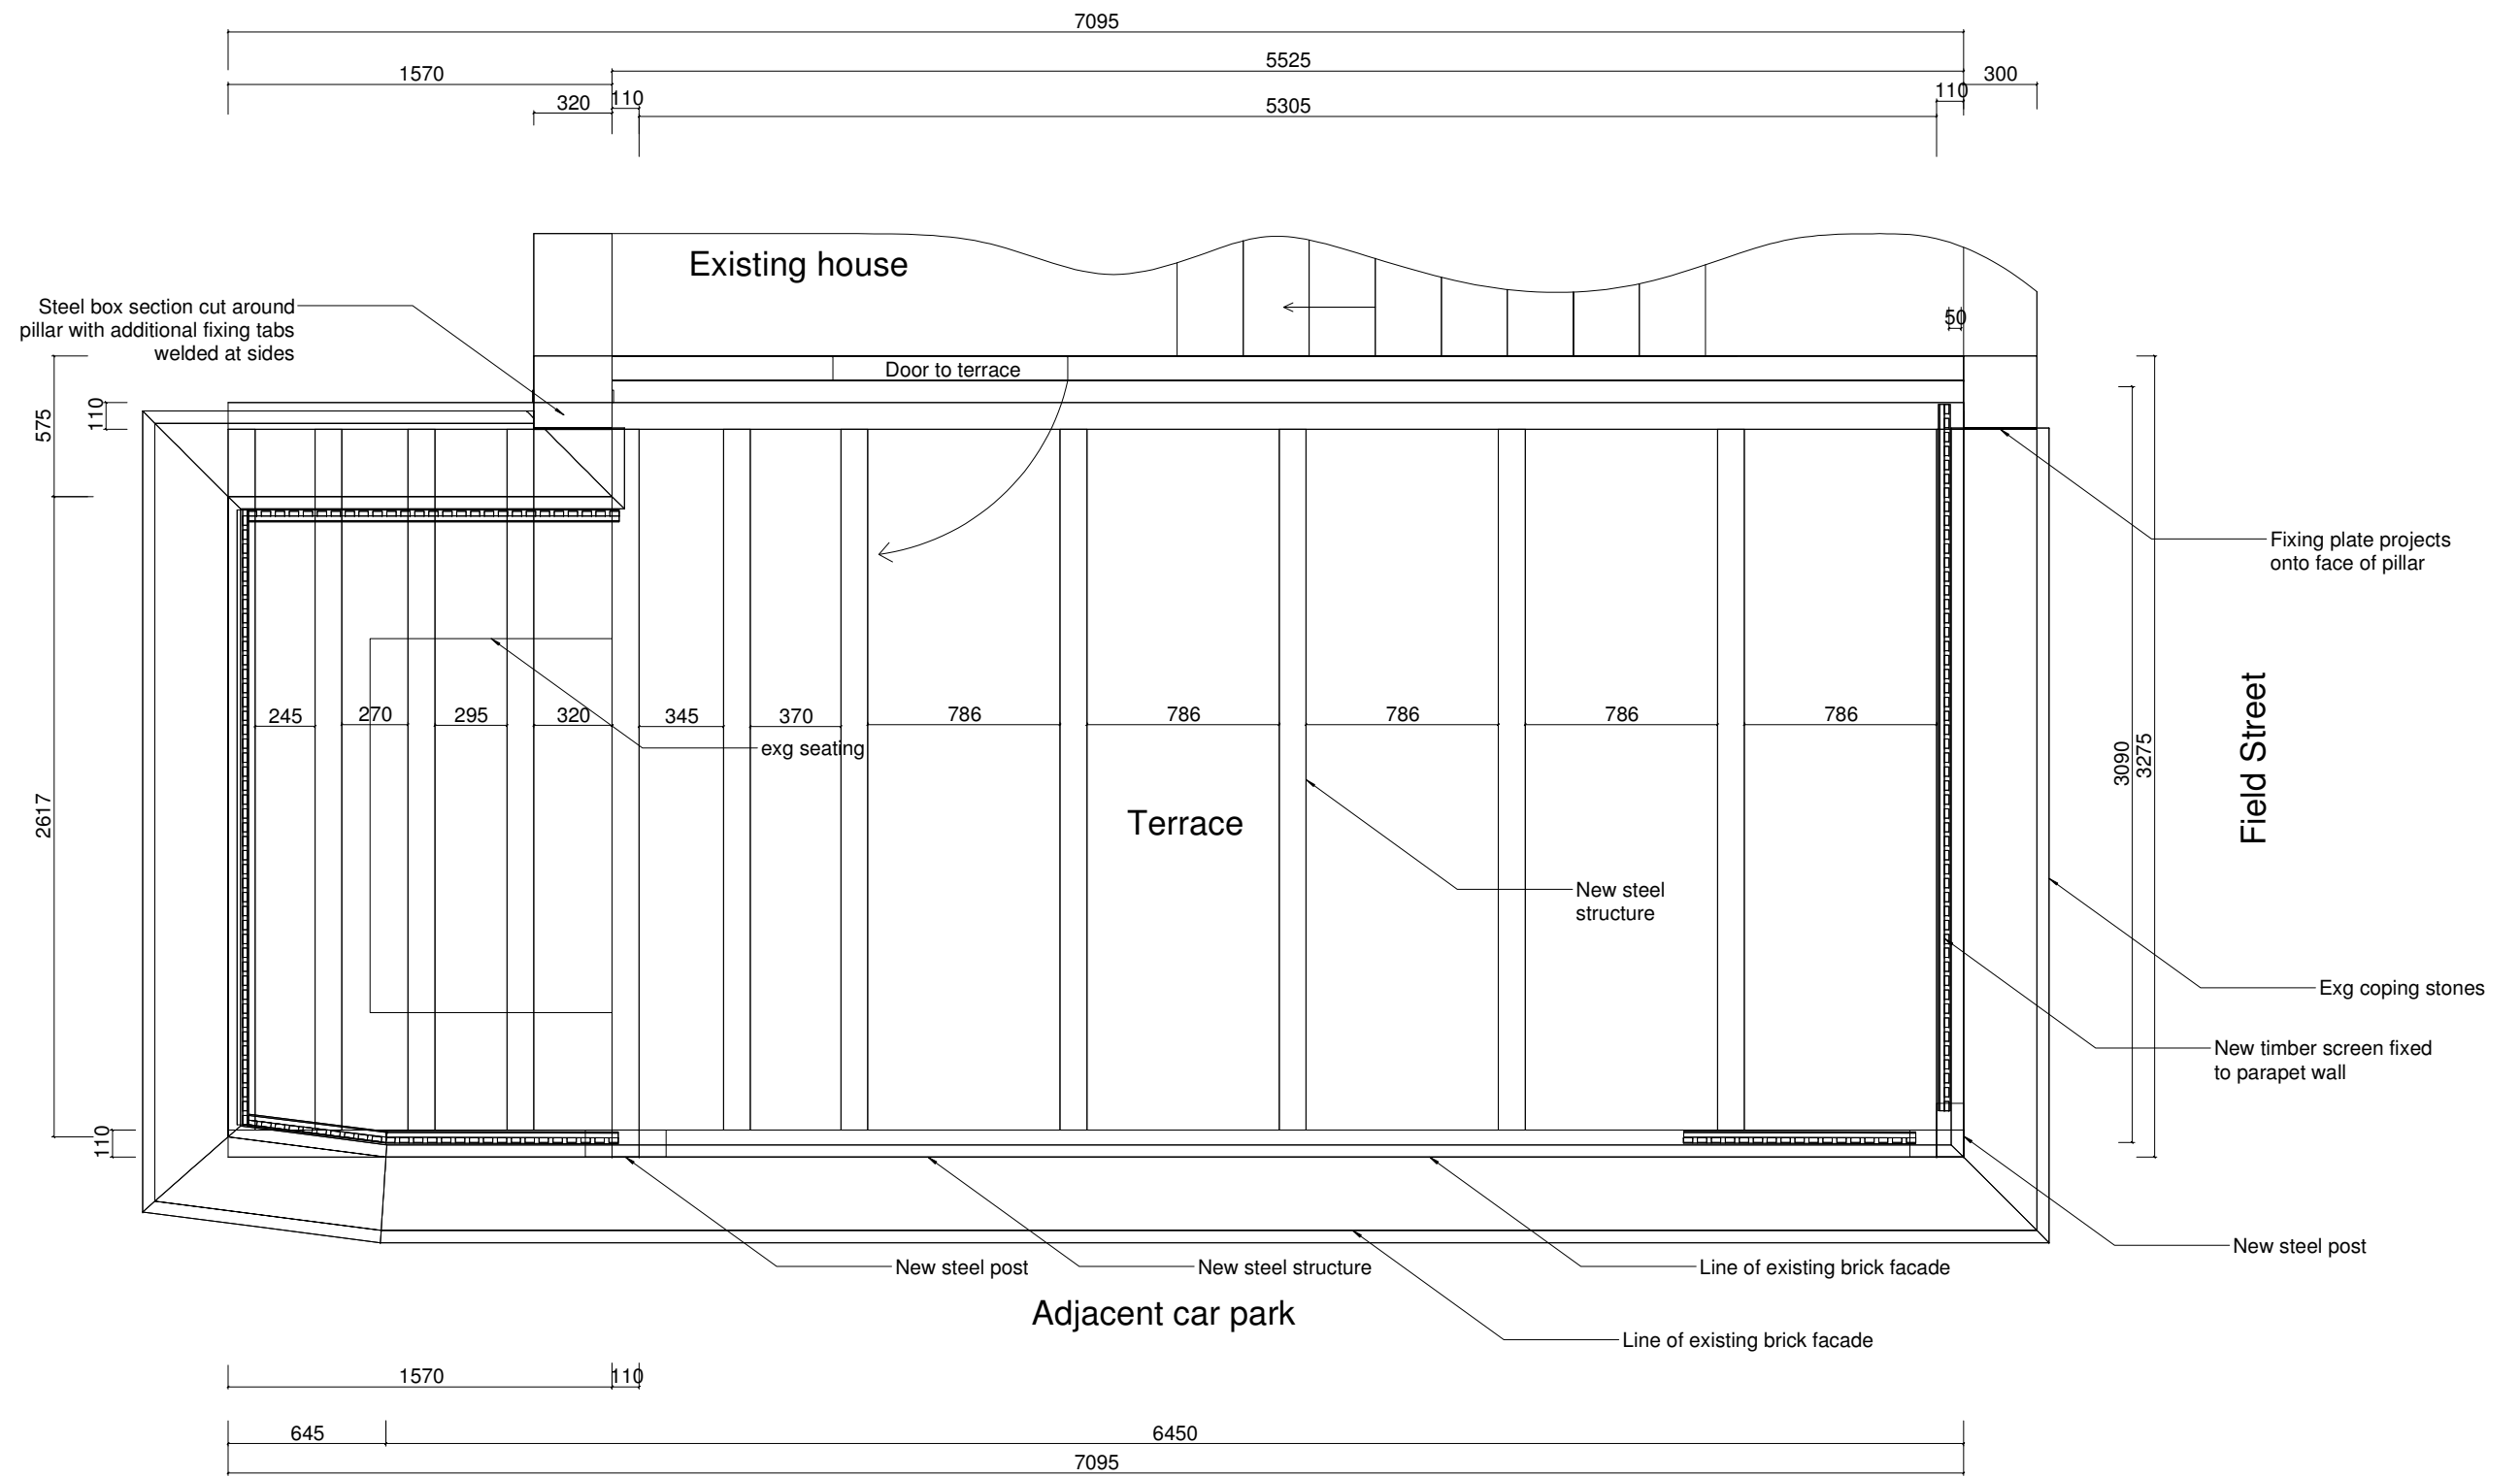 7095
5525
1570
300
320
110
5305
110
Existing house
Steel box section cut around
pillar with additional fixing tabs
welded at sides
50
Door to terrace
575
110
Fixing plate projects
onto face of pillar
245
270
295
320
345
370
786
786
786
786
786
exg seating
3090
3275
Field Street
2617
Terrace
New steel
structure
Exg coping stones
New timber screen fixed
to parapet wall
110
New steel post
New steel structure
Line of existing brick facade
New steel post
Adjacent car park
Line of existing brick facade
1570
110
645
6450
7095